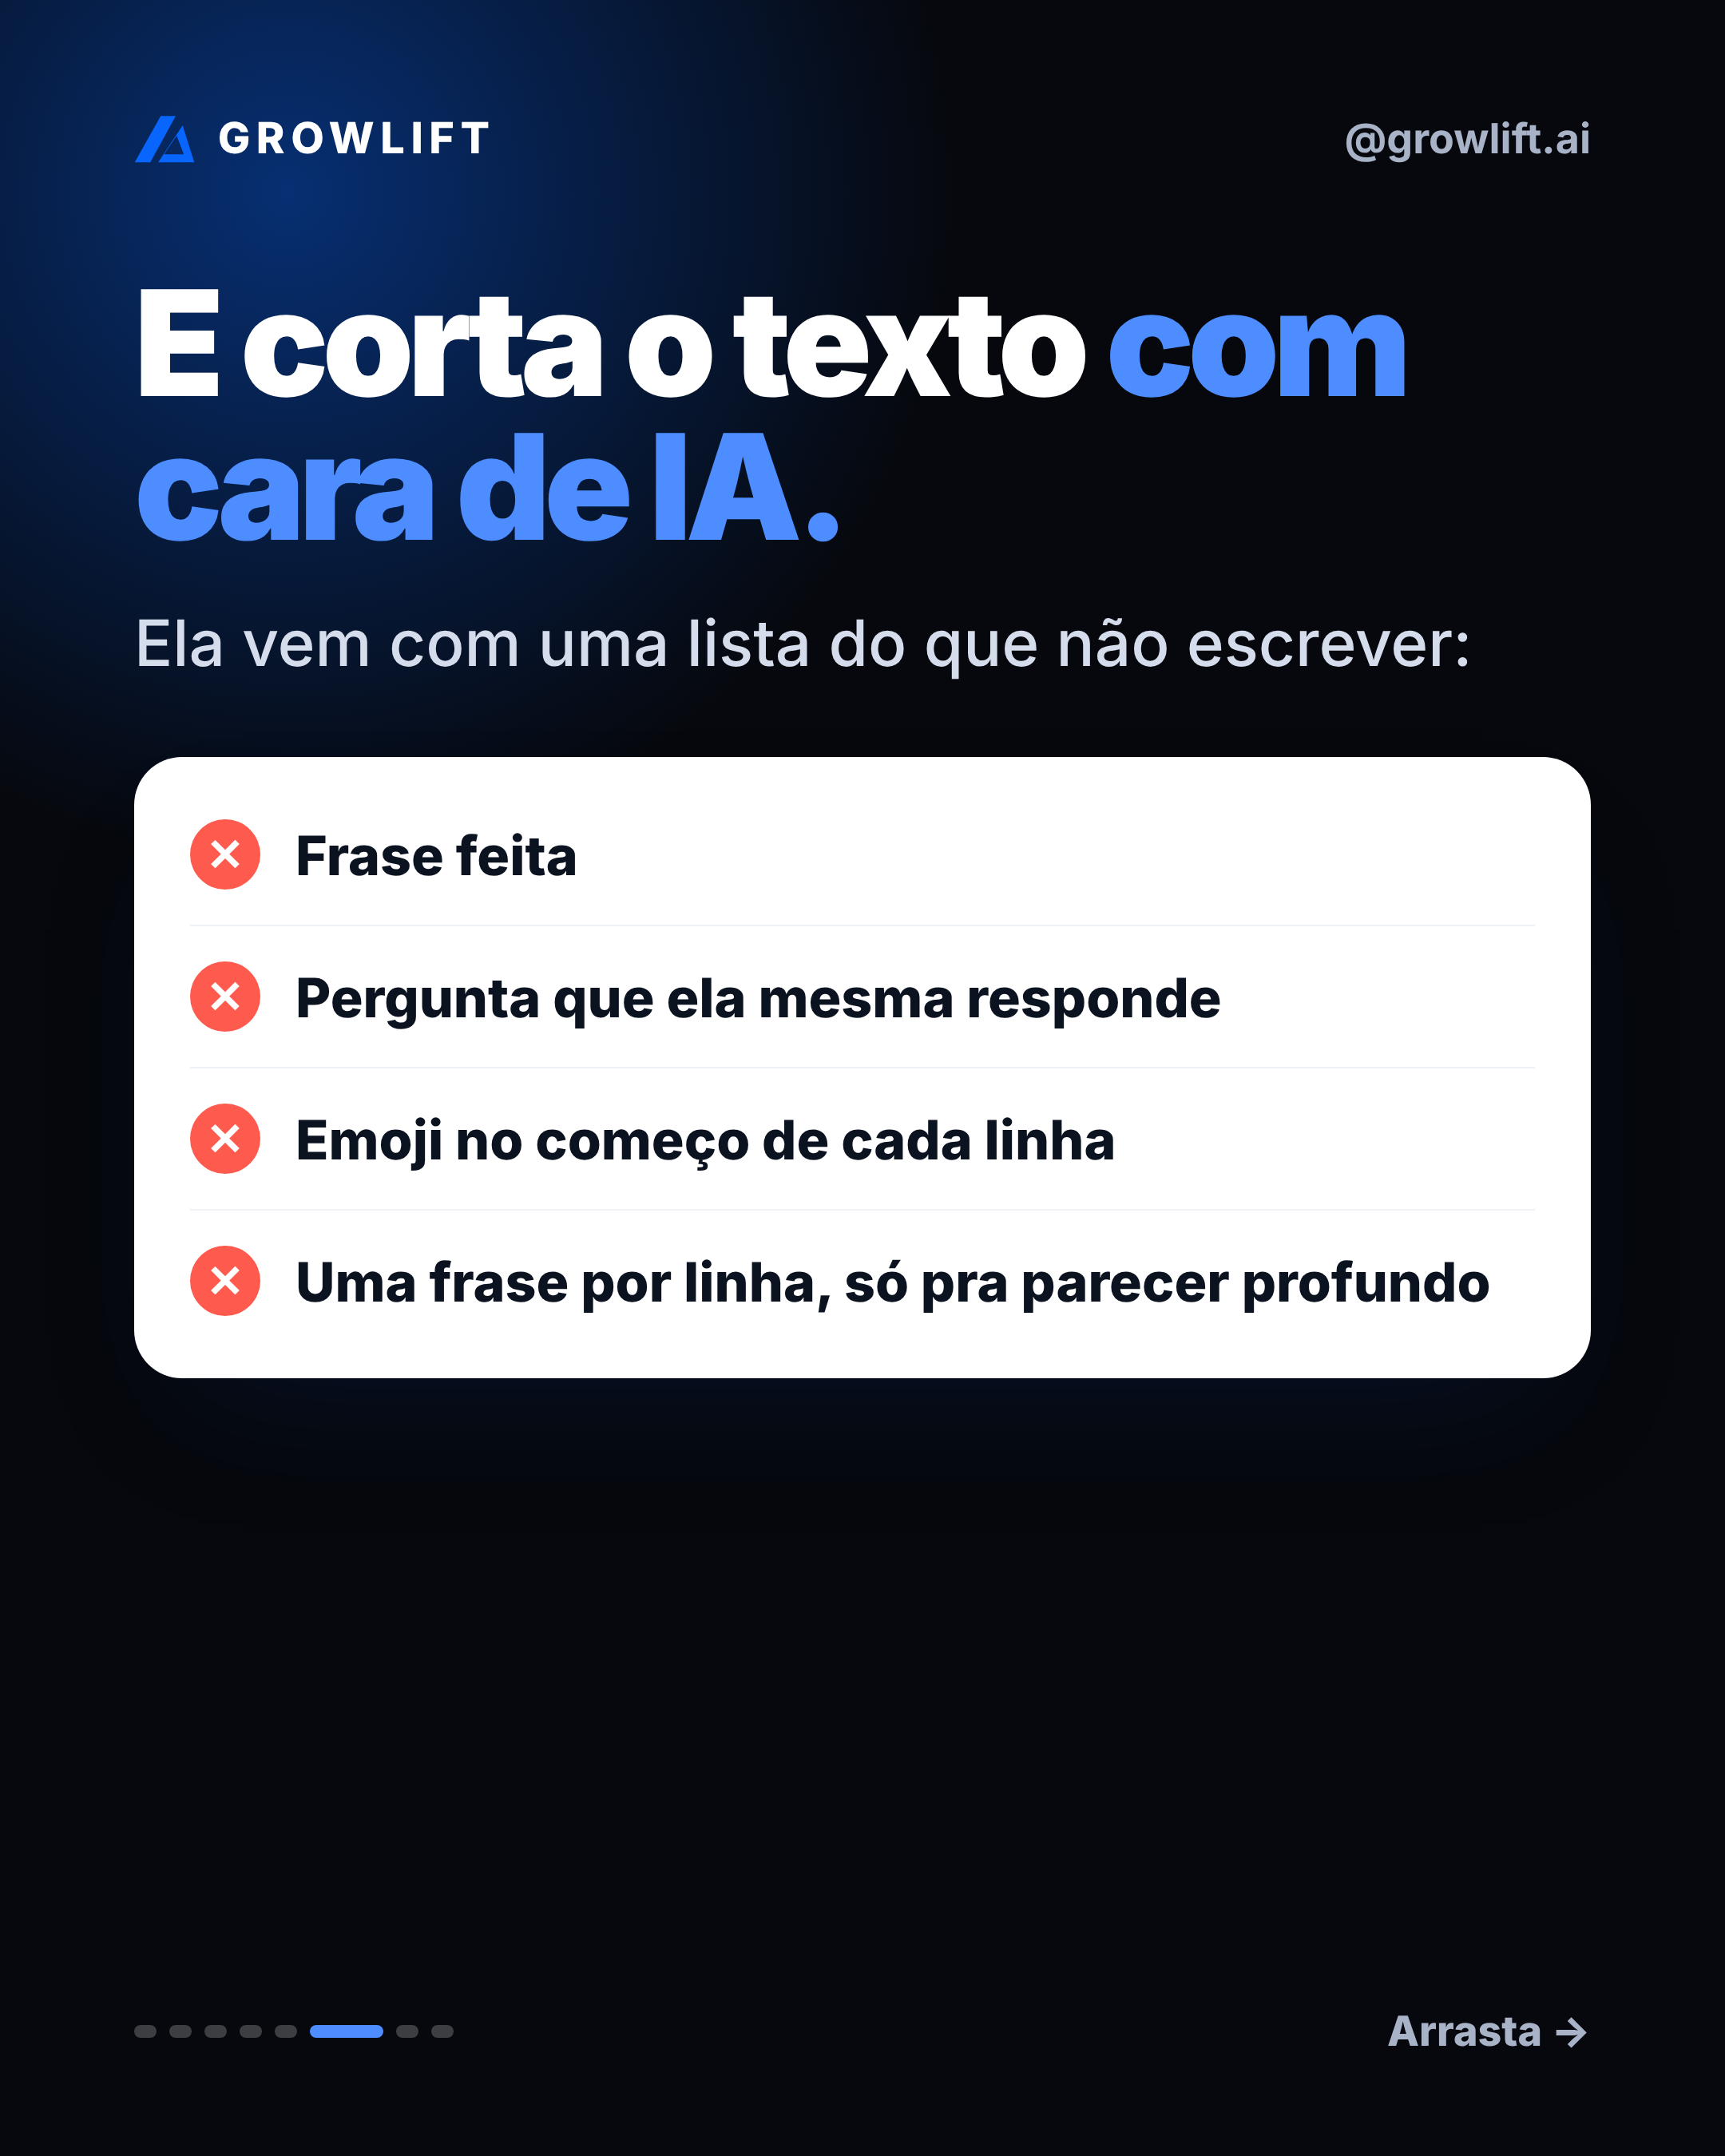 GROWLIFT
@growlift.ai
E corta o texto com
cara de IA.
Ela vem com uma lista do que não escrever:
Frase feita
Pergunta que ela mesma responde
Emoji no começo de cada linha
Uma frase por linha, só pra parecer profundo
Arrasta →